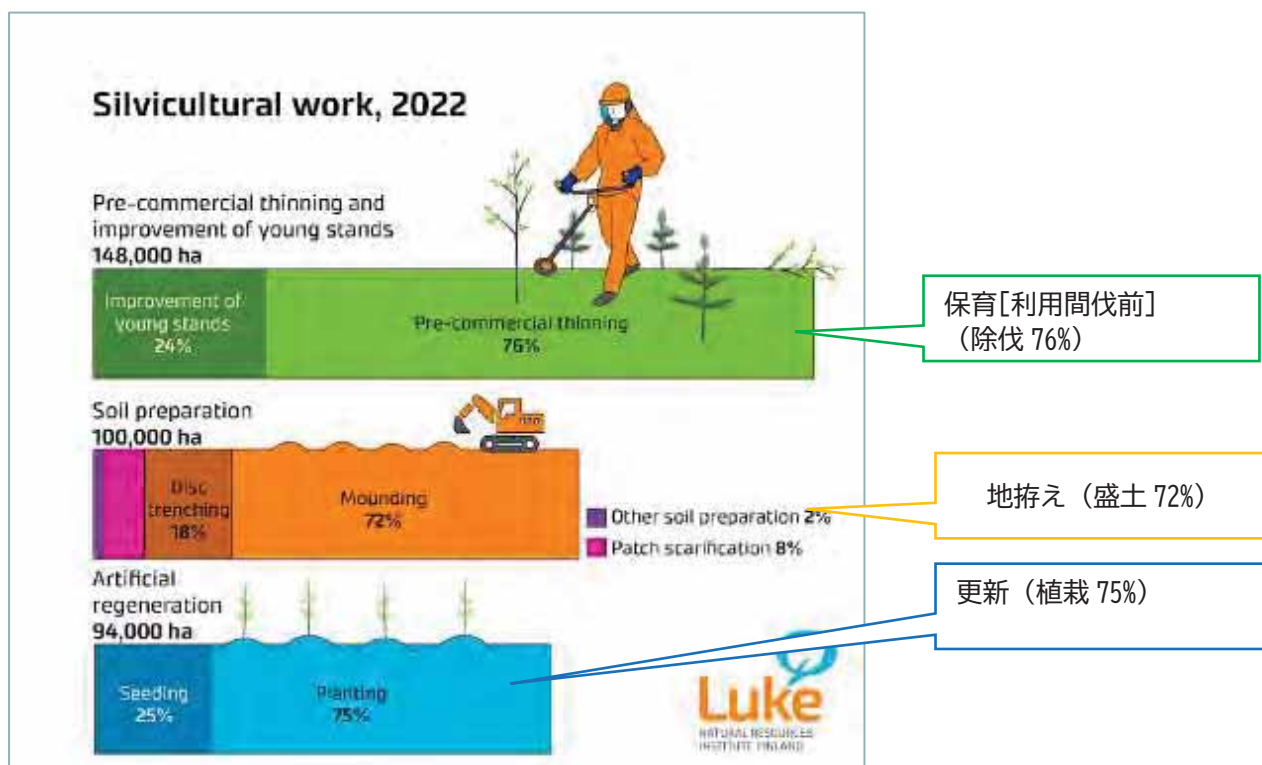 Silvicultural work, 2022
Pre-commercial thinning and
improvement of young stands
148,000 ha
Improvement of
young stands
24%
Pre-commercial thinning
76%
保育[利用間伐前]
（除伐 76%）
Soil preparation
100,000 ha
Disc
trenching
18%
Mounding
72%
Other soil preparation 2%
Patch scarification 8%
地拵え（盛土 72%）
Artificial
regeneration
94,000 ha
Seeding
25%
Planting
75%
更新（植栽 75%）
Luke
NATURAL RESOURCES
INSTITUTE FINLAND